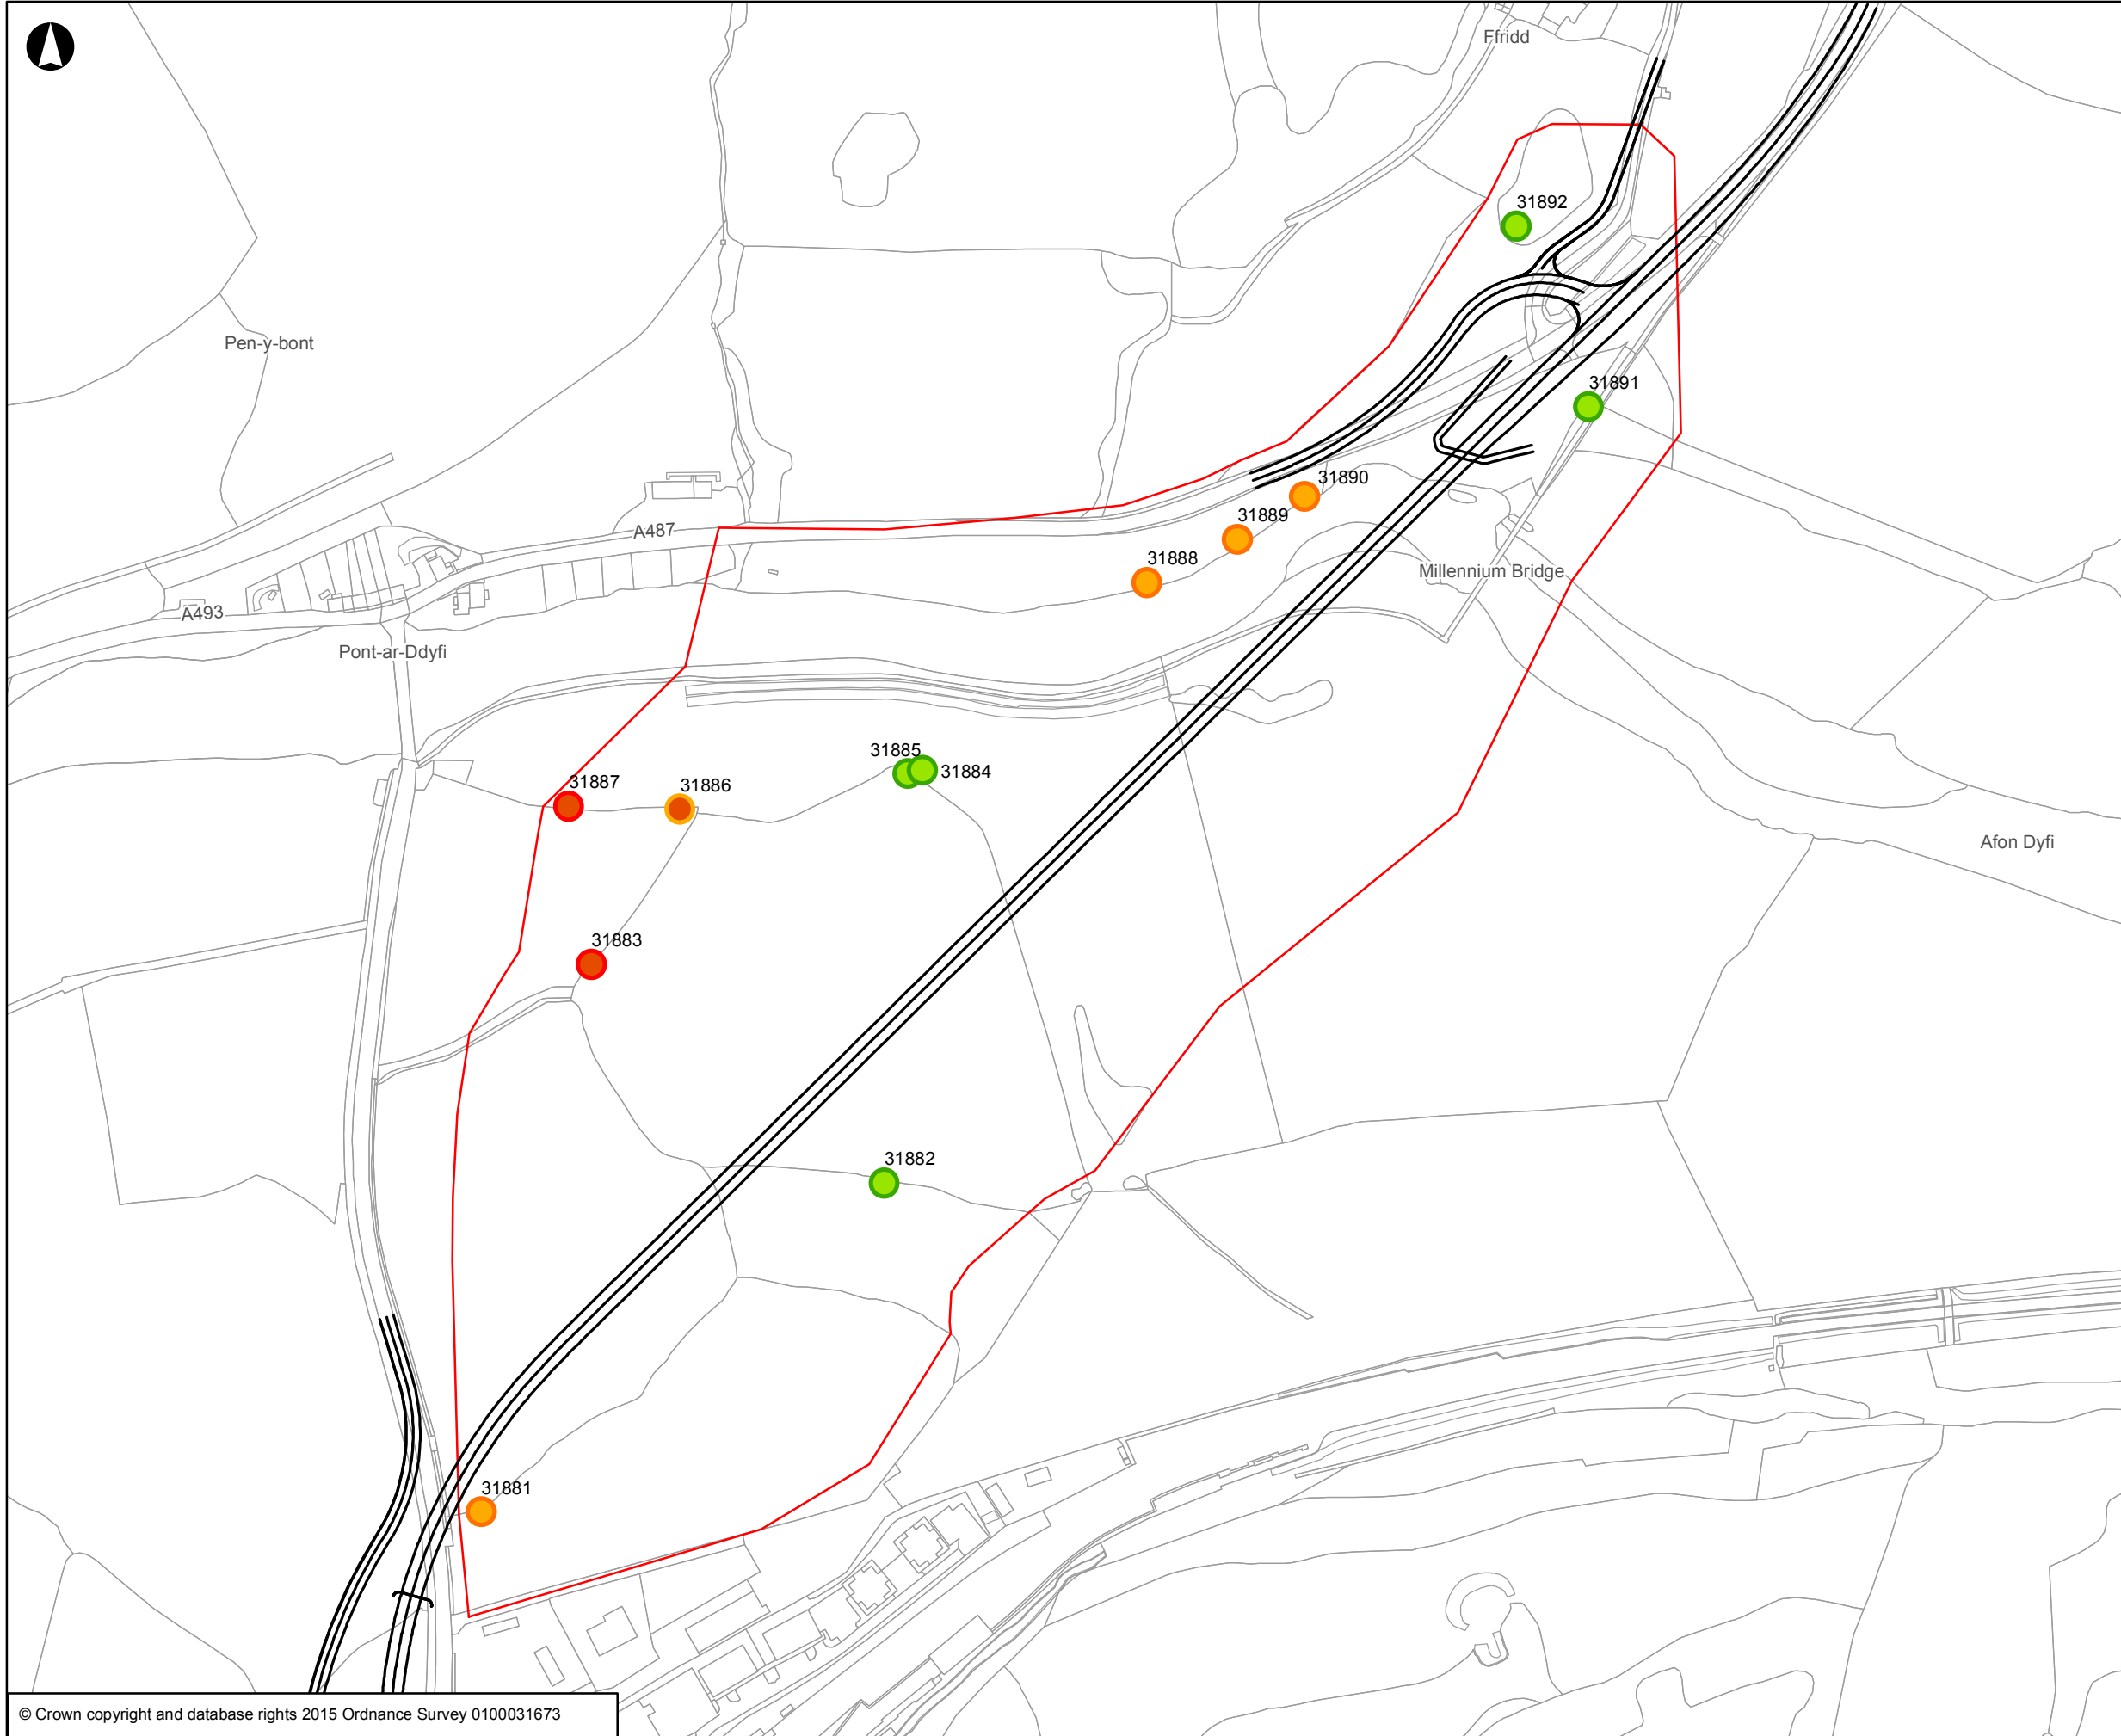 Ffridd
31892
Pen-y-bont
31891
31890
A487
31889
31888
Millennium Bridge
A493
Pont-ar-Ddyfi
31885
31884
31887
31886
Afon Dyfi
31883
31882
31881
© Crown copyright and database rights 2015 Ordnance Survey 0100031673